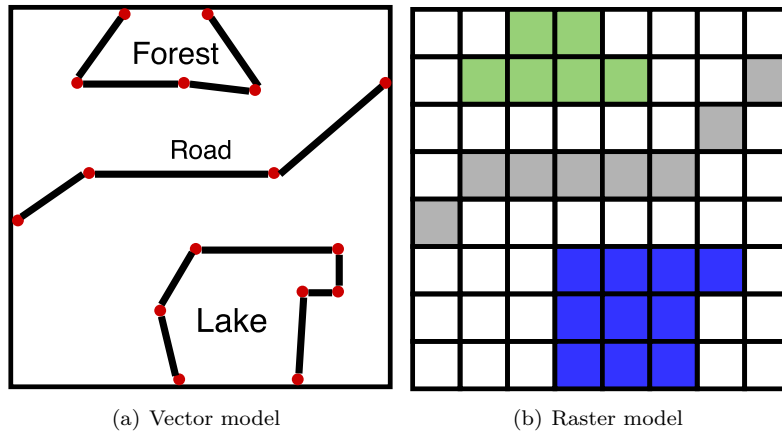 Forest
Road
Lake
(a) Vector model
(b) Raster model